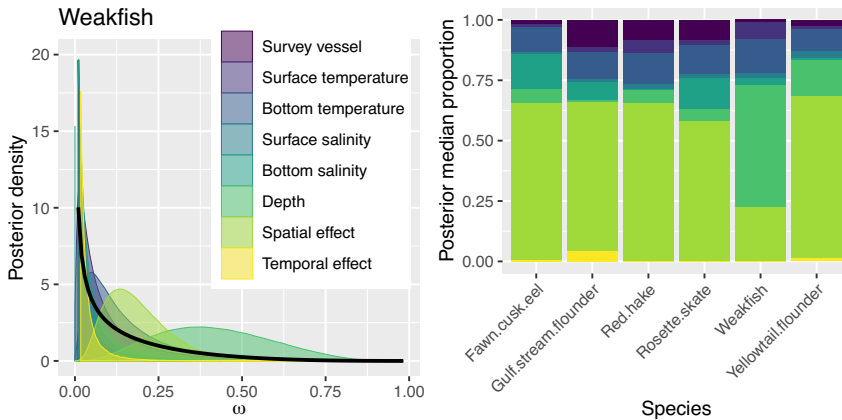 Weakfish
Posterior density
20
15
10
5
0
0.00
0.25
0.50
0.75
1.00
ω
Survey vessel
Surface temperature
Bottom temperature
Surface salinity
Bottom salinity
Depth
Spatial effect
Temporal effect
Posterior median proportion
1.00
0.75
0.50
0.25
0.00
Fawn.cusk.eel
Gulf.stream.flounder
Red.hake
Rosette.skate
Weakfish
Yellowtail.flounder
Species